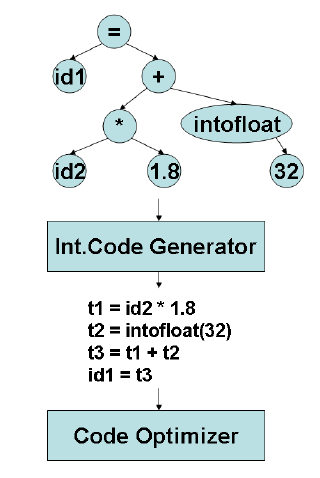 =
id1
+
*
intofloat
id2
1.8
32
Int.Code Generator
t1 = id2 * 1.8
t2 = intofloat(32)
t3 = t1 + t2
id1 = t3
Code Optimizer